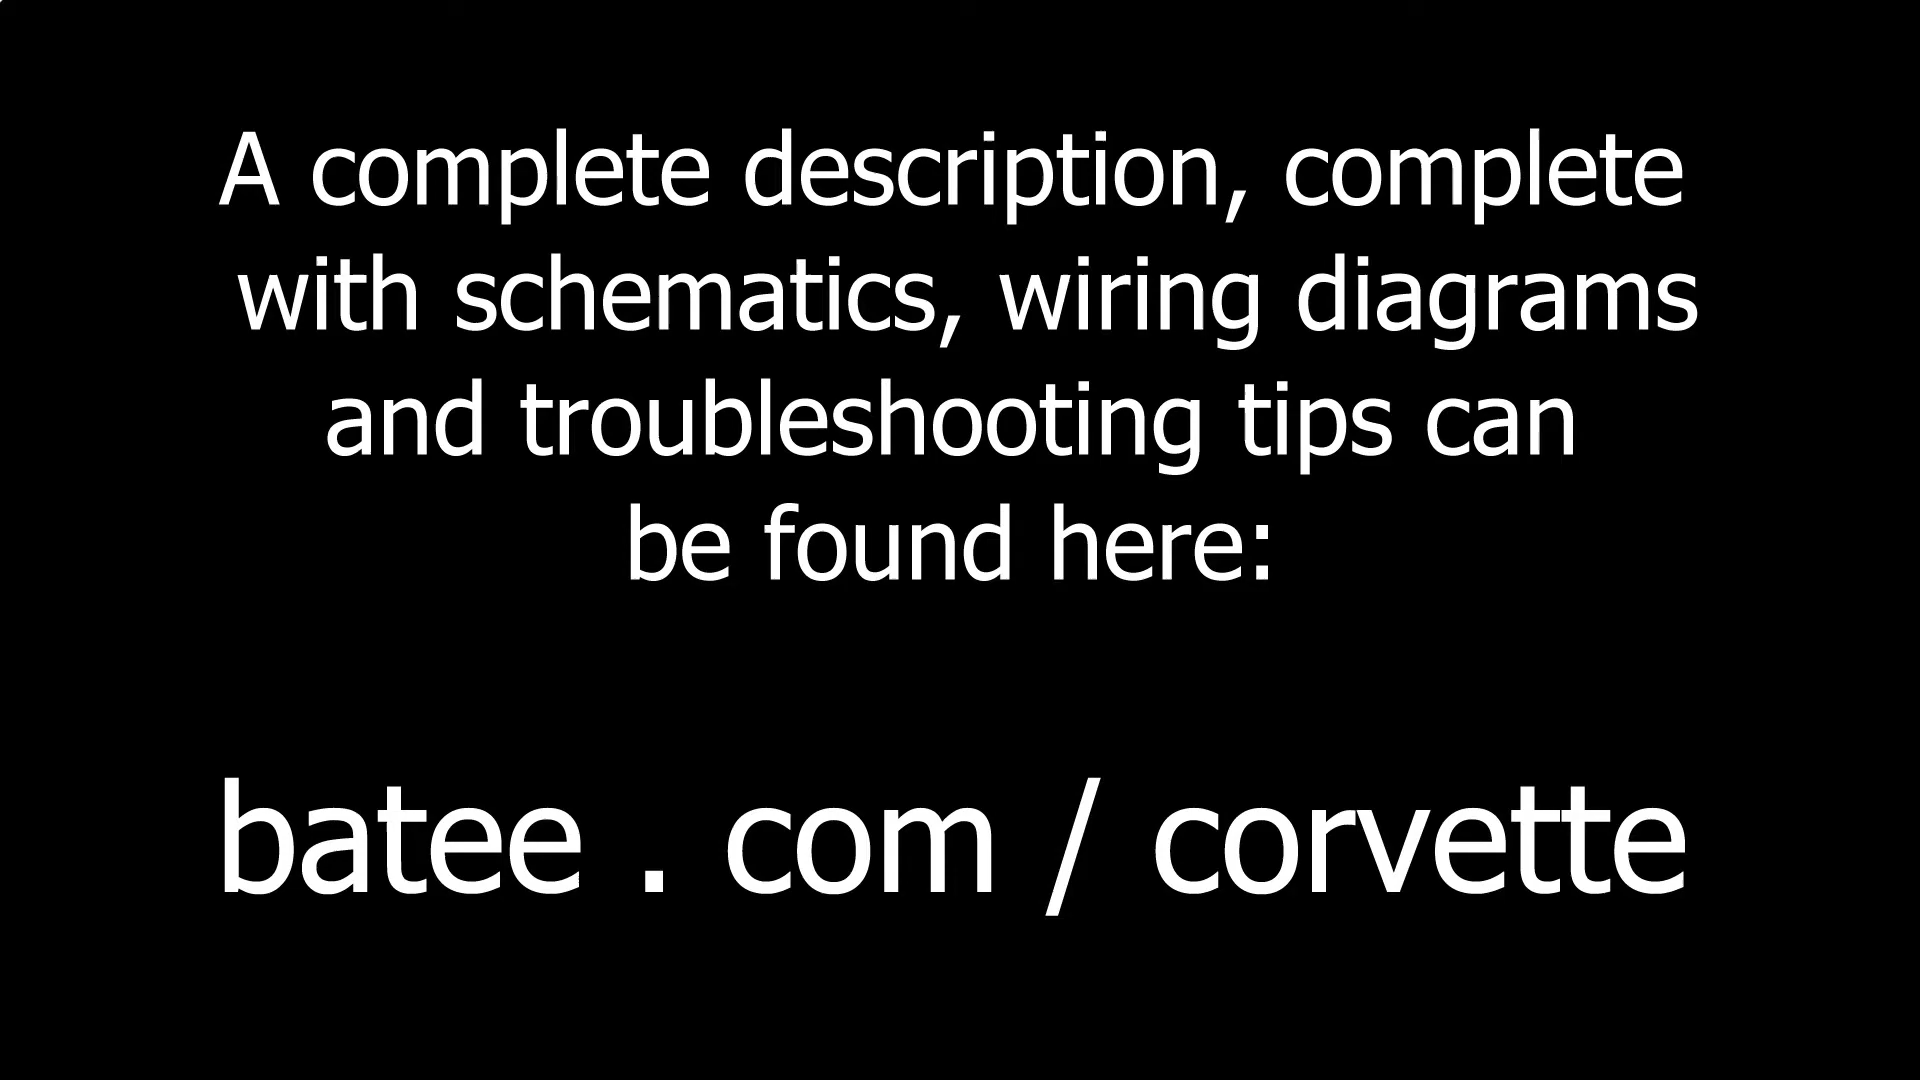 A complete description, complete
with schematics, wiring diagrams
and troubleshooting tips can
be found here:
batee . com / corvette